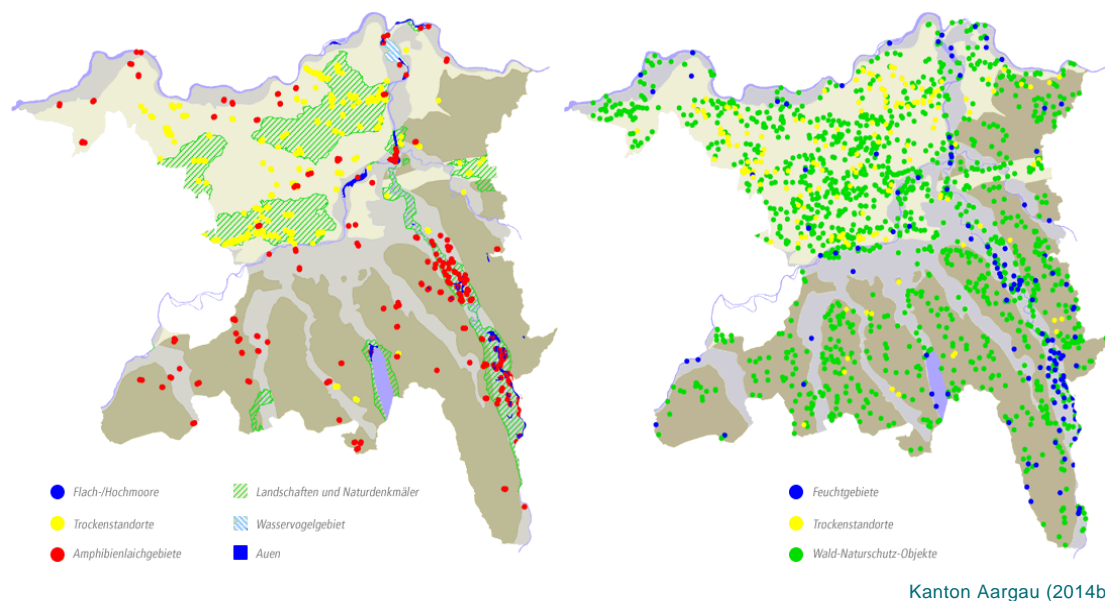 Flach-/Hochmoore
Trockenstandorte
Amphibienlaichgebiete
Landschaften und Naturdenkmäler
Wasservogelgebiet
Auen
Feuchtgebiete
Trockenstandorte
Wald-Naturschutz-Objekte
Kanton Aargau (2014b